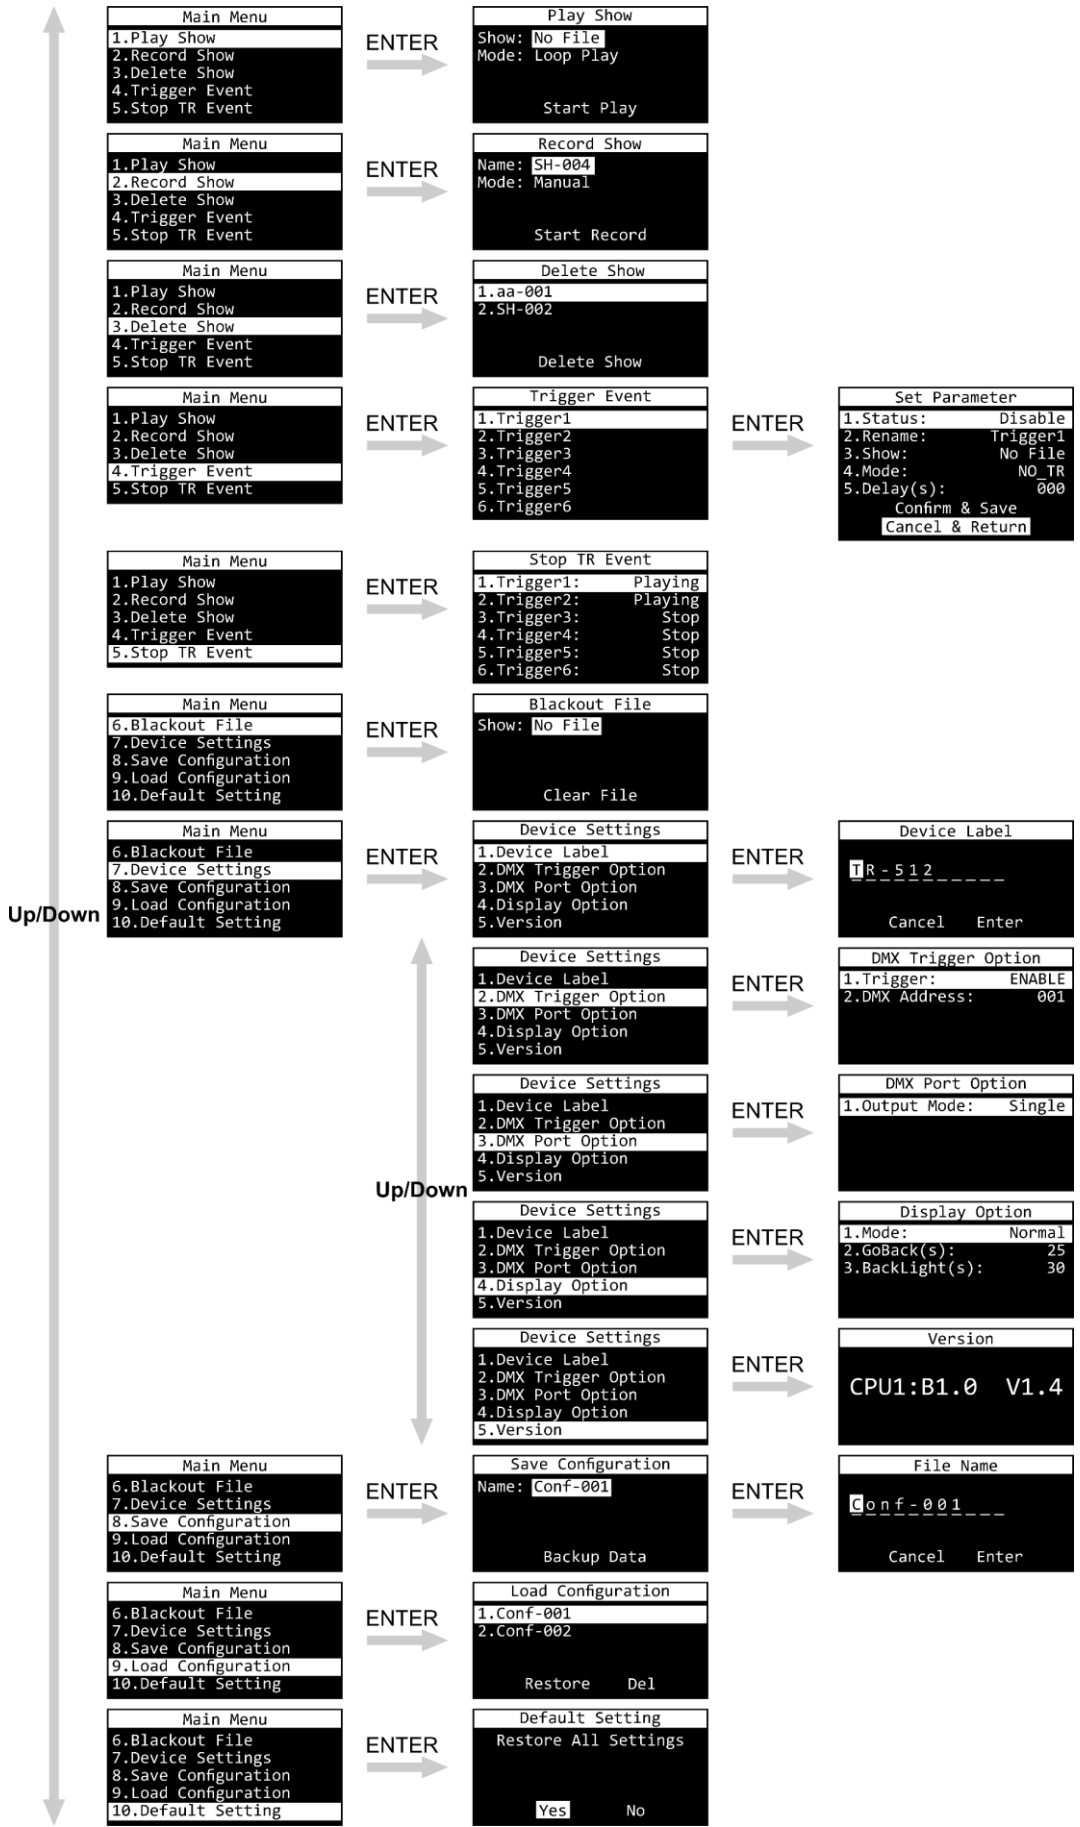 Main Menu
1.Play Show
2.Record Show
3.Delete Show
4.Trigger Event
5.Stop TR Event
ENTER
Play Show
Show: No File
Mode: Loop Play
Start Play
Main Menu
1.Play Show
2.Record Show
3.Delete Show
4.Trigger Event
5.Stop TR Event
ENTER
Record Show
Name: SH-004
Mode: Manual
Start Record
Main Menu
1.Play Show
2.Record Show
3.Delete Show
4.Trigger Event
5.Stop TR Event
ENTER
Delete Show
1.aa-001
2.SH-002
Delete Show
Main Menu
1.Play Show
2.Record Show
3.Delete Show
4.Trigger Event
5.Stop TR Event
ENTER
Trigger Event
1.Trigger1
2.Trigger2
3.Trigger3
4.Trigger4
5.Trigger5
6.Trigger6
ENTER
Set Parameter
1.Status: Disable
2.Rename: Trigger1
3.Show: No File
4.Mode: NO_TR
5.Delay(s): 000
Confirm & Save
Cancel & Return
Main Menu
1.Play Show
2.Record Show
3.Delete Show
4.Trigger Event
5.Stop TR Event
ENTER
Stop TR Event
1.Trigger1: Playing
2.Trigger2: Playing
3.Trigger3: Stop
4.Trigger4: Stop
5.Trigger5: Stop
6.Trigger6: Stop
Main Menu
6.Blackout File
7.Device Settings
8.Save Configuration
9.Load Configuration
10.Default Setting
ENTER
Blackout File
Show: No File
Clear File
Main Menu
6.Blackout File
7.Device Settings
8.Save Configuration
9.Load Configuration
10.Default Setting
ENTER
Device Settings
1.Device Label
2.DMX Trigger Option
3.DMX Port Option
4.Display Option
5.Version
ENTER
Device Label
TR-512
Cancel Enter
Up/Down
Device Settings
1.Device Label
2.DMX Trigger Option
3.DMX Port Option
4.Display Option
5.Version
ENTER
DMX Trigger Option
1.Trigger: ENABLE
2.DMX Address: 001
Device Settings
1.Device Label
2.DMX Trigger Option
3.DMX Port Option
4.Display Option
5.Version
ENTER
DMX Port Option
1.Output Mode: Single
Up/Down
Device Settings
1.Device Label
2.DMX Trigger Option
3.DMX Port Option
4.Display Option
5.Version
ENTER
Display Option
1.Mode: Normal
2.GoBack(s): 25
3.BackLight(s): 30
Device Settings
1.Device Label
2.DMX Trigger Option
3.DMX Port Option
4.Display Option
5.Version
ENTER
Version
CPU1:B1.0 V1.4
Main Menu
6.Blackout File
7.Device Settings
8.Save Configuration
9.Load Configuration
10.Default Setting
ENTER
Save Configuration
Name: Conf-001
Backup Data
ENTER
File Name
Conf-001
Cancel Enter
Main Menu
6.Blackout File
7.Device Settings
8.Save Configuration
9.Load Configuration
10.Default Setting
ENTER
Load Configuration
1.Conf-001
2.Conf-002
Restore Del
Main Menu
6.Blackout File
7.Device Settings
8.Save Configuration
9.Load Configuration
10.Default Setting
ENTER
Default Setting
Restore All Settings
Yes No